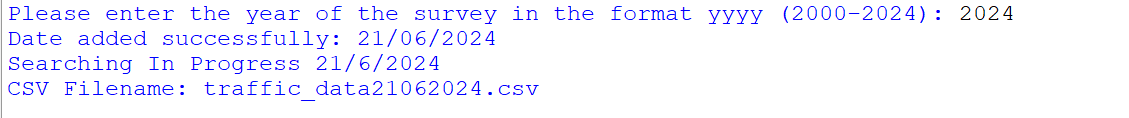 Please enter the year of the survey in the format yyyy (2000-2024): 2024
Date added successfully: 21/06/2024
Searching In Progress 21/6/2024
CSV Filename: traffic_data21062024.csv